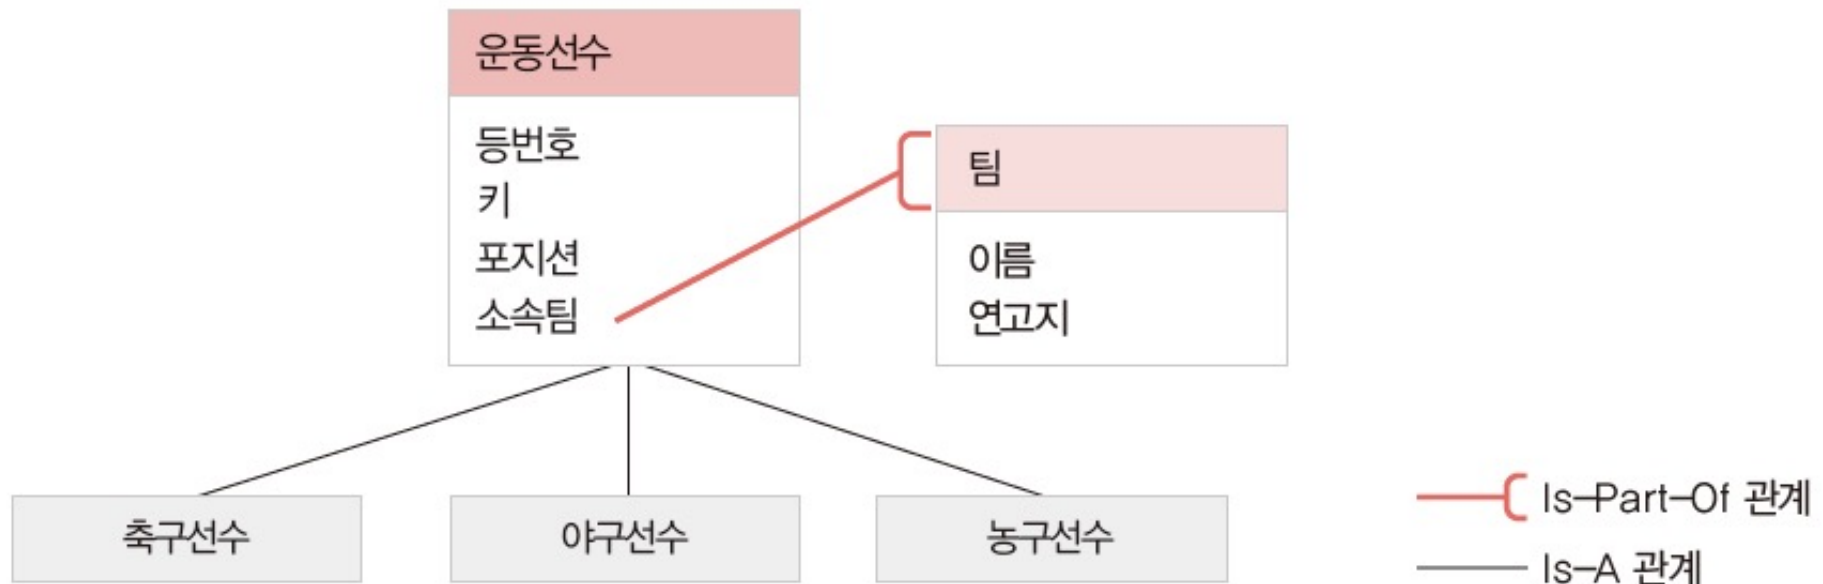 운동선수
등번호
키
포지션
소속팀
팀
이름
연고지
축구선수
야구선수
농구선수
Is-Part-Of 관계
Is-A 관계